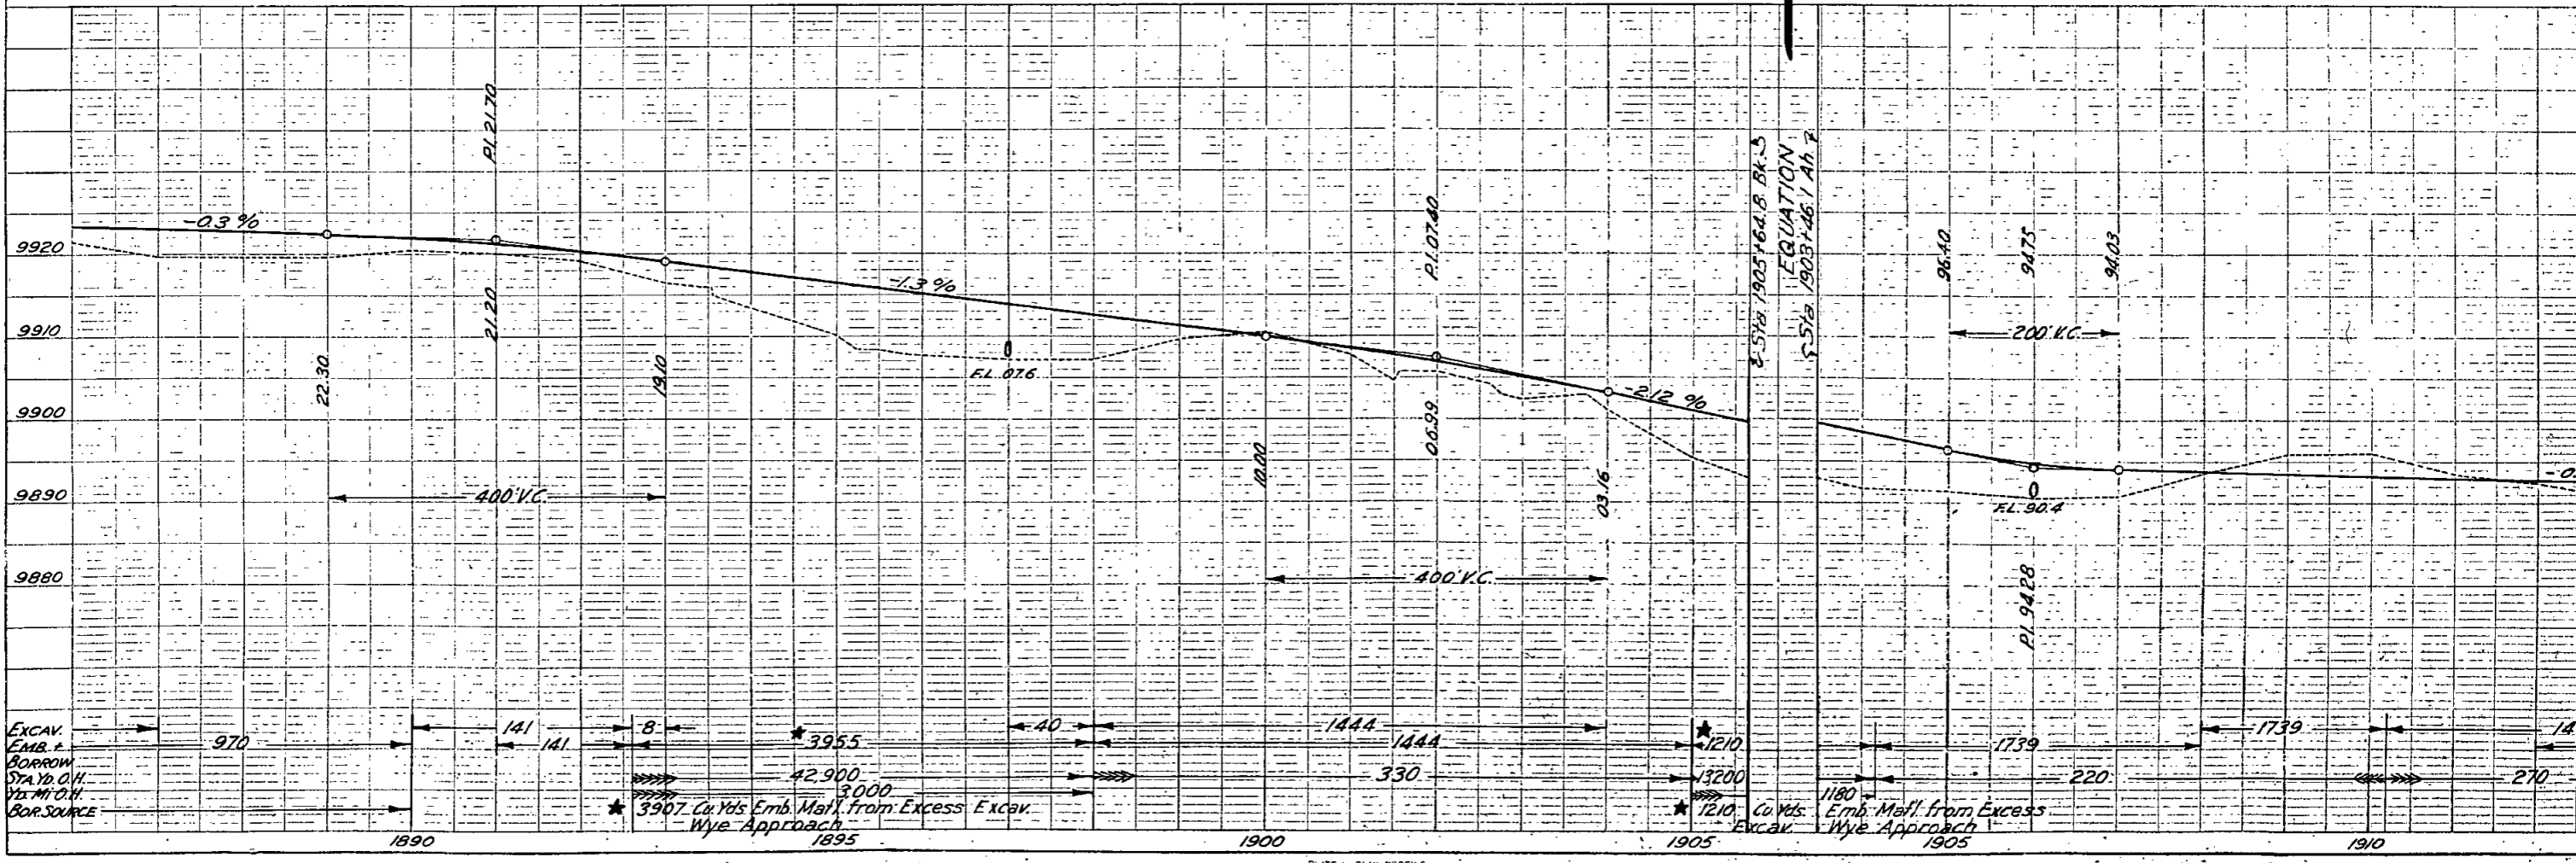 P.I. 21.70
-0.3 %
9920
9910
9900
9890
9880
22.30
21.20
19.10
400' V.C.
-1.3 %
F.L. 07.6
P.I. 07.40
10.00
06.99
03.16
400' V.C.
-2.12 %
Sta. 1905+64.8 Bk.
EQUATION
Sta. 1903+46.1 Ah.
96.40
94.75
94.03
200' V.C.
F.L. 90.4
P.I. 94.28
EXCAV. 141 8 40 1444 1739 14
EMB. + 970 141 ★ 3955 1444 ★ 1210 1739
BORROW
STA. YD. O.H. 42,900 330 13200 220 270
YD. MI. O.H. 3,000 1180
BOR. SOURCE
★ 3907 Cu Yds Emb. Mat'l. from Excess Excav.
Wye Approach
★ 1210 Cu Yds. Emb. Mat'l. from Excess
Excav. Wye Approach
1890 1895 1900 1905 1905 1910